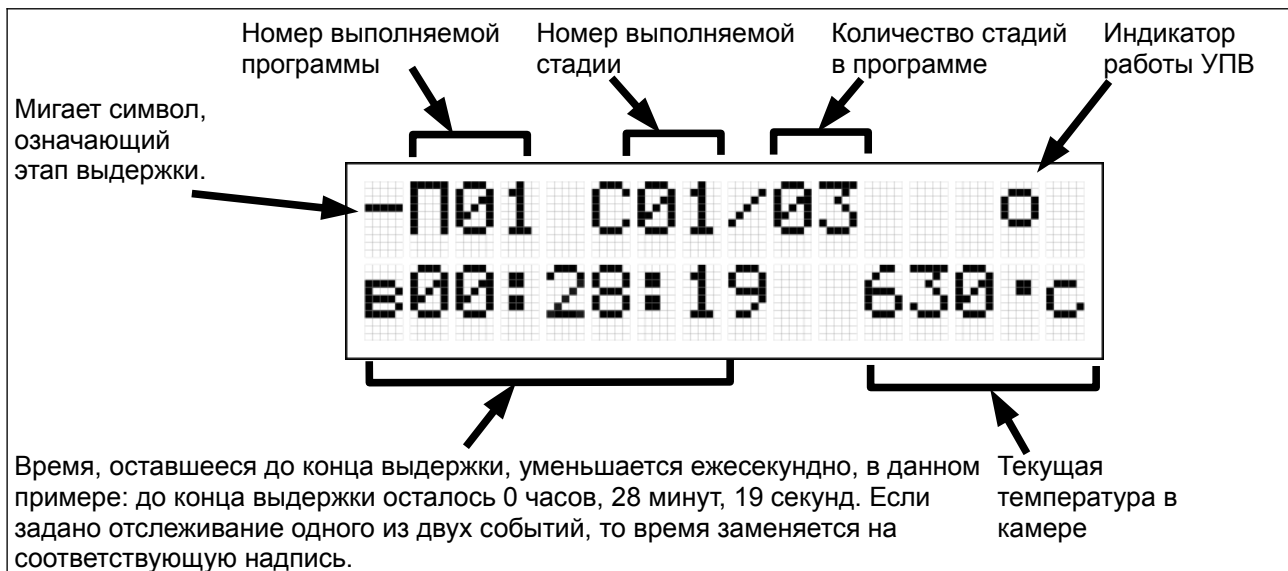 Номер выполняемой
программы
Номер выполняемой
стадии
Количество стадий
в программе
Индикатор
работы УПВ
Мигает символ,
означающий
этап выдержки.
–П01 С01/03 o
в00:28:19 630·с
Время, оставшееся до конца выдержки, уменьшается ежесекундно, в данном
примере: до конца выдержки осталось 0 часов, 28 минут, 19 секунд. Если
задано отслеживание одного из двух событий, то время заменяется на
соответствующую надпись.
Текущая
температура в
камере